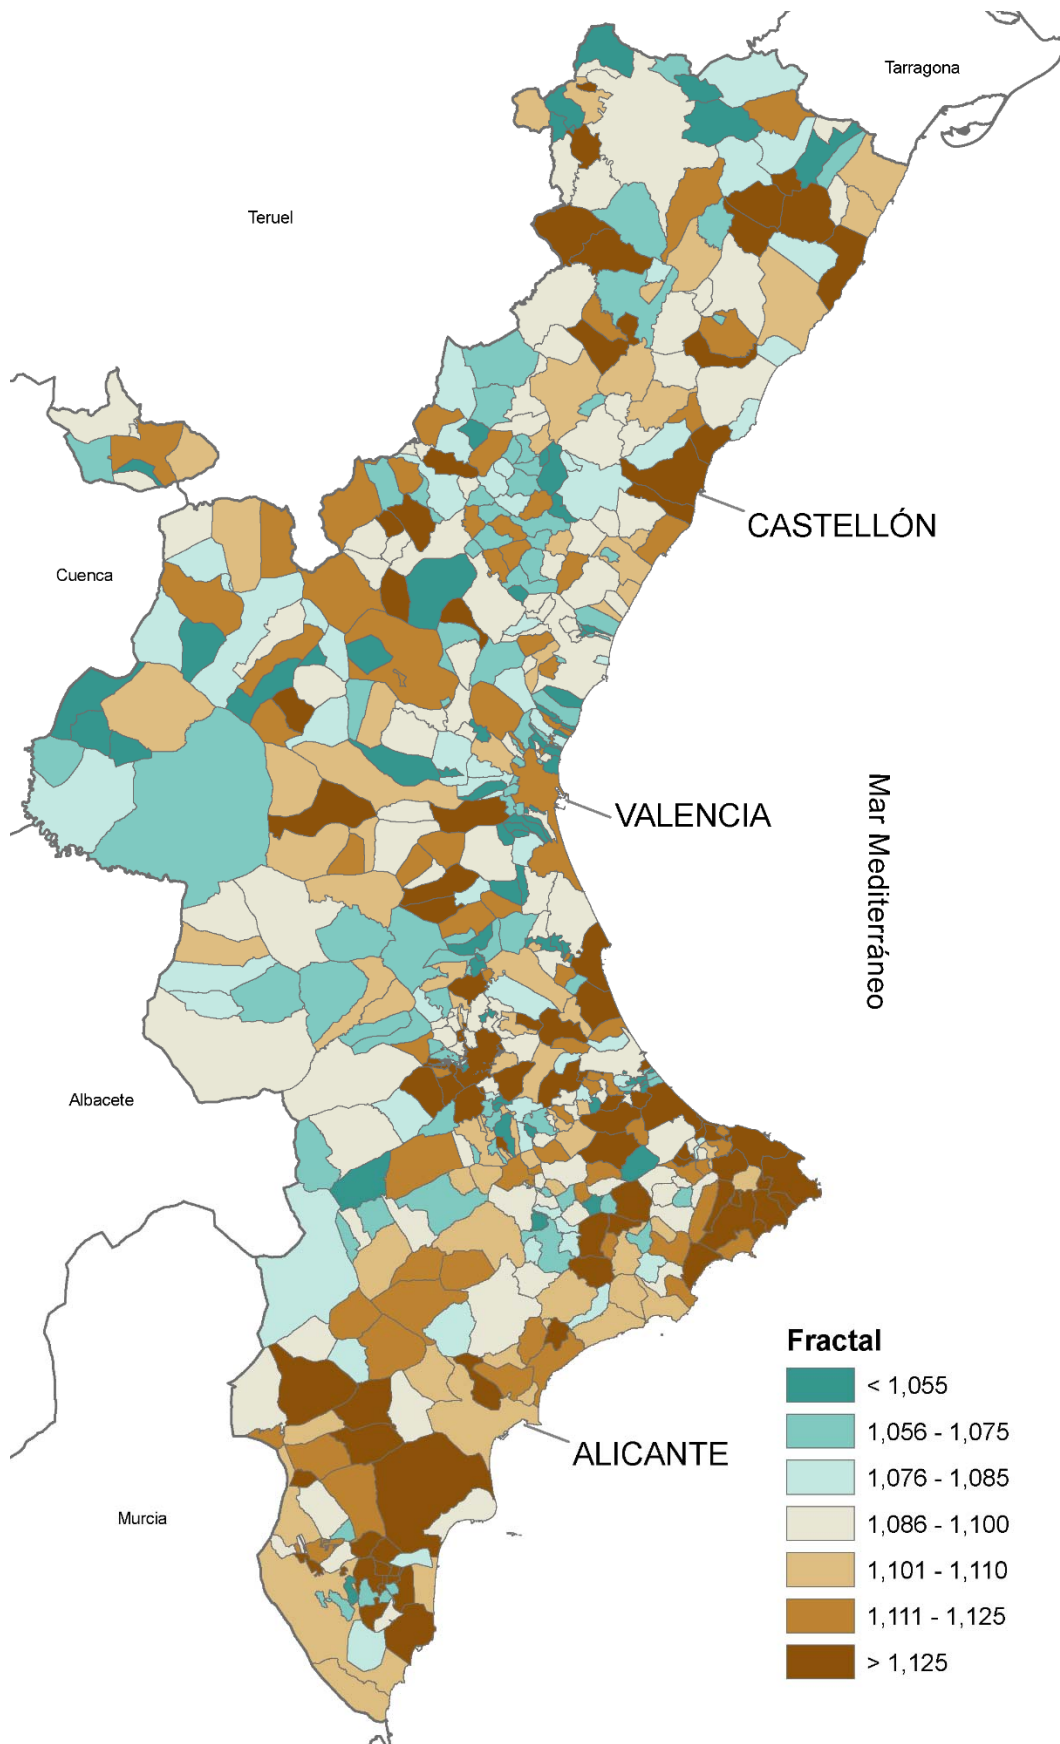 Tarragona
Teruel
CASTELLÓN
Cuenca
Mar Mediterráneo
VALENCIA
Albacete
Fractal
< 1,055
1,056 - 1,075
ALICANTE
1,076 - 1,085
Murcia
1,086 - 1,100
1,101 - 1,110
1,111 - 1,125
> 1,125